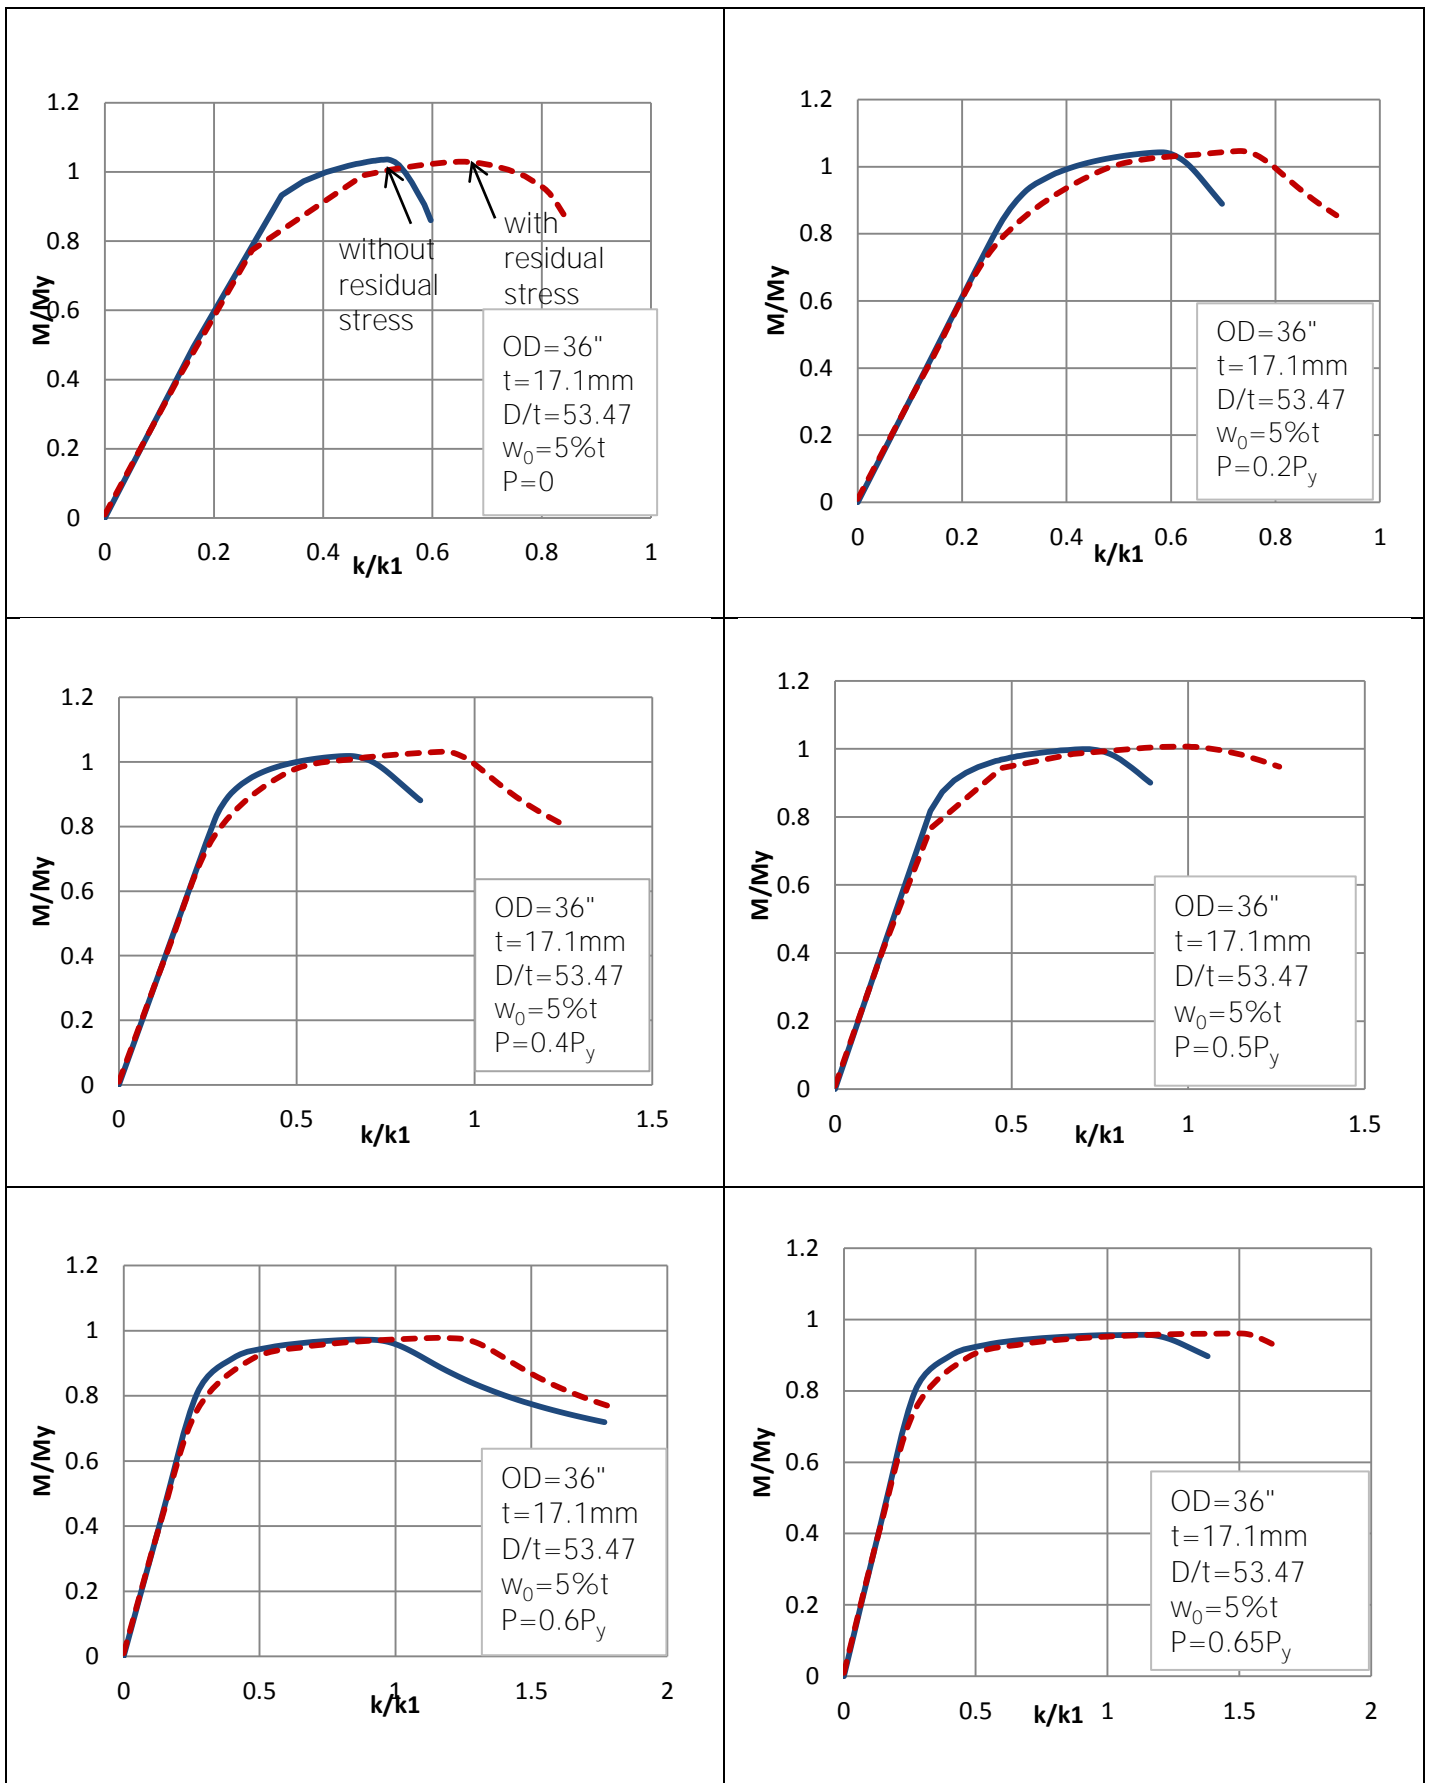 1.2
1
0.8
0.6
0.4
0.2
0
M/My
without
residual
stress
with
residual
stress
OD=36"
t=17.1mm
D/t=53.47
w₀=5%t
P=0
0 0.2 0.4 0.6 0.8 1
k/k1
1.2
1
0.8
0.6
0.4
0.2
0
M/My
OD=36"
t=17.1mm
D/t=53.47
w₀=5%t
P=0.2Py
0 0.2 0.4 0.6 0.8 1
k/k1
1.2
1
0.8
0.6
0.4
0.2
0
M/My
OD=36"
t=17.1mm
D/t=53.47
w₀=5%t
P=0.4Py
0 0.5 1 1.5
k/k1
1.2
1
0.8
0.6
0.4
0.2
0
M/My
OD=36"
t=17.1mm
D/t=53.47
w₀=5%t
P=0.5Py
0 0.5 1 1.5
k/k1
1.2
1
0.8
0.6
0.4
0.2
0
M/My
OD=36"
t=17.1mm
D/t=53.47
w₀=5%t
P=0.6Py
0 0.5 1 1.5 2
k/k1
1.2
1
0.8
0.6
0.4
0.2
0
M/My
OD=36"
t=17.1mm
D/t=53.47
w₀=5%t
P=0.65Py
0 0.5 1 1.5 2
k/k1